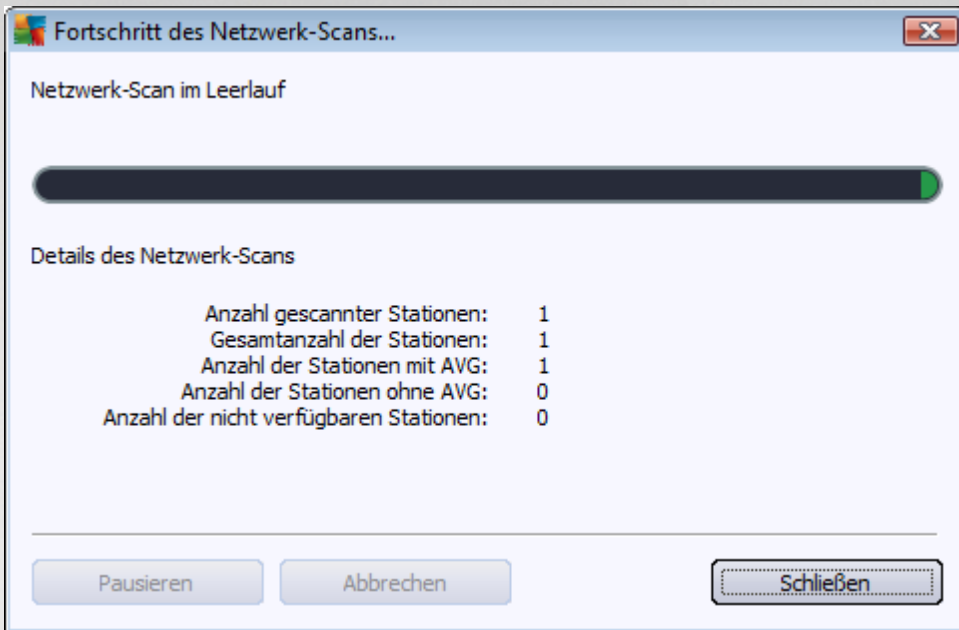 Fortschritt des Netzwerk-Scans...
Netzwerk-Scan im Leerlauf
Details des Netzwerk-Scans
Anzahl gescannter Stationen: 1
Gesamtanzahl der Stationen: 1
Anzahl der Stationen mit AVG: 1
Anzahl der Stationen ohne AVG: 0
Anzahl der nicht verfügbaren Stationen: 0
Pausieren Abbrechen Schließen